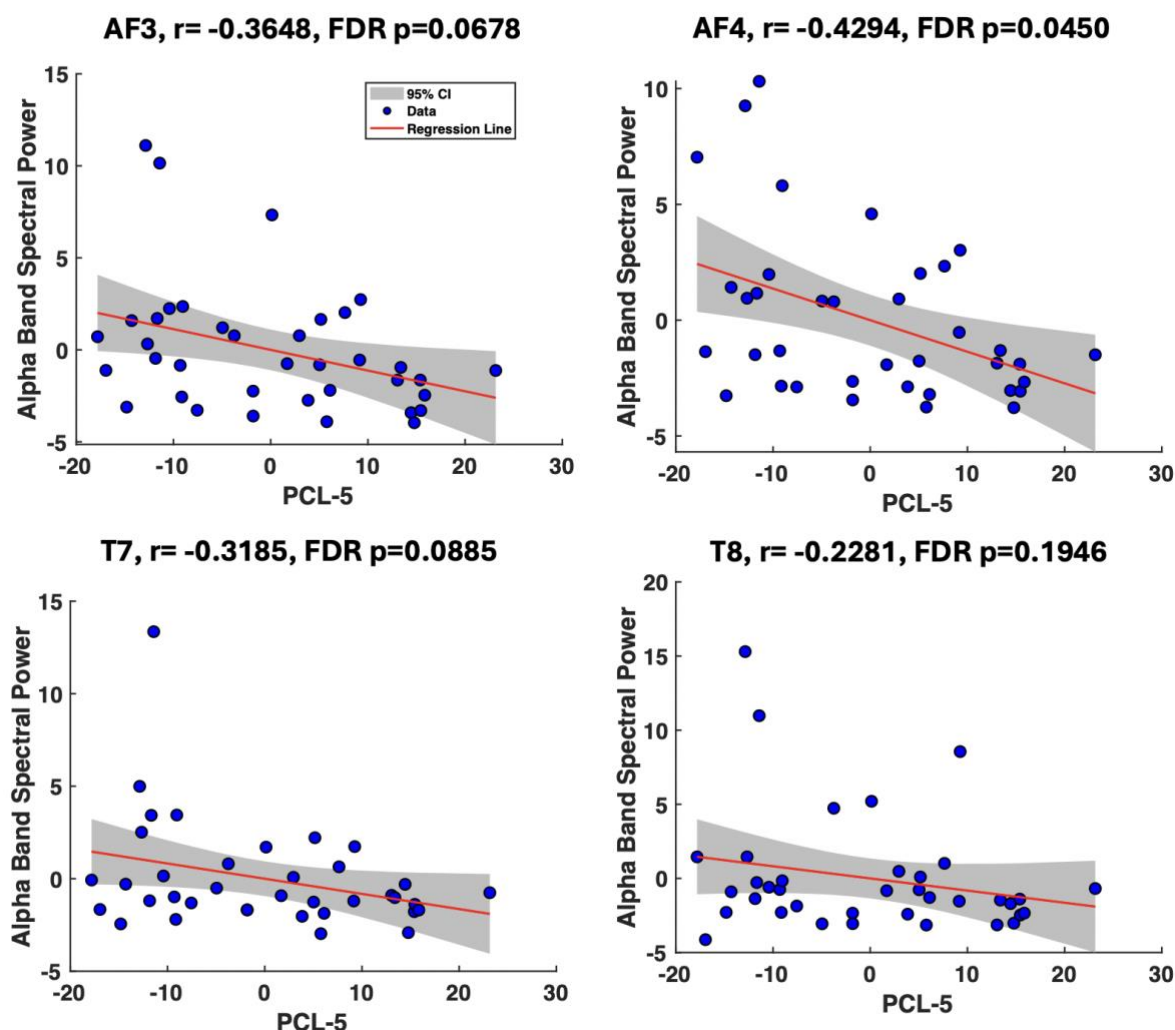 AF3, r= -0.3648, FDR p=0.0678
15
10
5
0
-5
Alpha Band Spectral Power
95% CI
Data
Regression Line
-20 -10 0 10 20 30
PCL-5
AF4, r= -0.4294, FDR p=0.0450
10
5
0
-5
Alpha Band Spectral Power
-20 -10 0 10 20 30
PCL-5
T7, r= -0.3185, FDR p=0.0885
15
10
5
0
-5
Alpha Band Spectral Power
-20 -10 0 10 20 30
PCL-5
T8, r= -0.2281, FDR p=0.1946
20
15
10
5
0
-5
Alpha Band Spectral Power
-20 -10 0 10 20 30
PCL-5